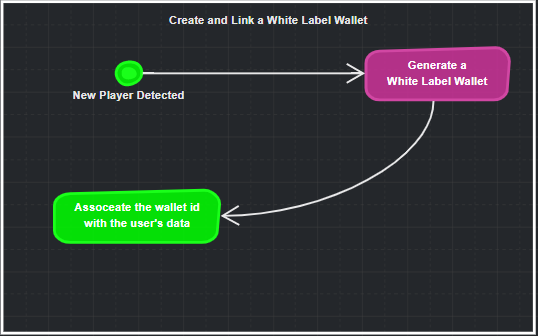 Create and Link a White Label Wallet
Generate a
White Label Wallet
New Player Detected
Assoceate the wallet id
with the user's data